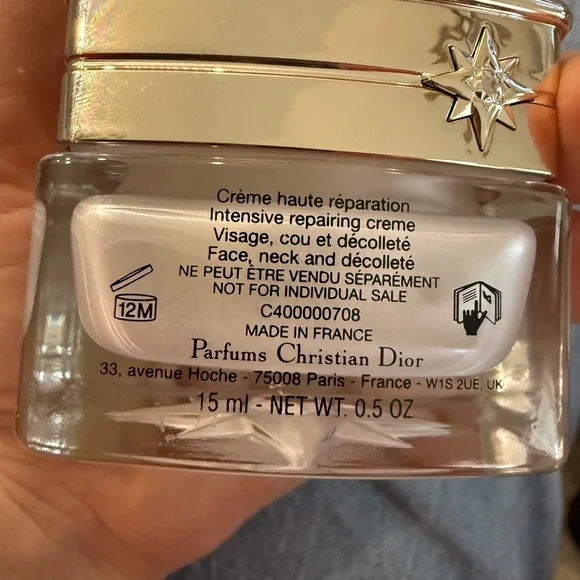 Crème haute réparation
Intensive repairing creme
Visage, cou et décolleté
Face, neck and décolleté
NE PEUT ÊTRE VENDU SÉPARÉMENT
NOT FOR INDIVIDUAL SALE
12M
C400000708
MADE IN FRANCE
Parfums Christian Dior
33, avenue Hoche - 75008 Paris - France - W1S 2UE, UK
15 ml - NET WT. 0.5 OZ